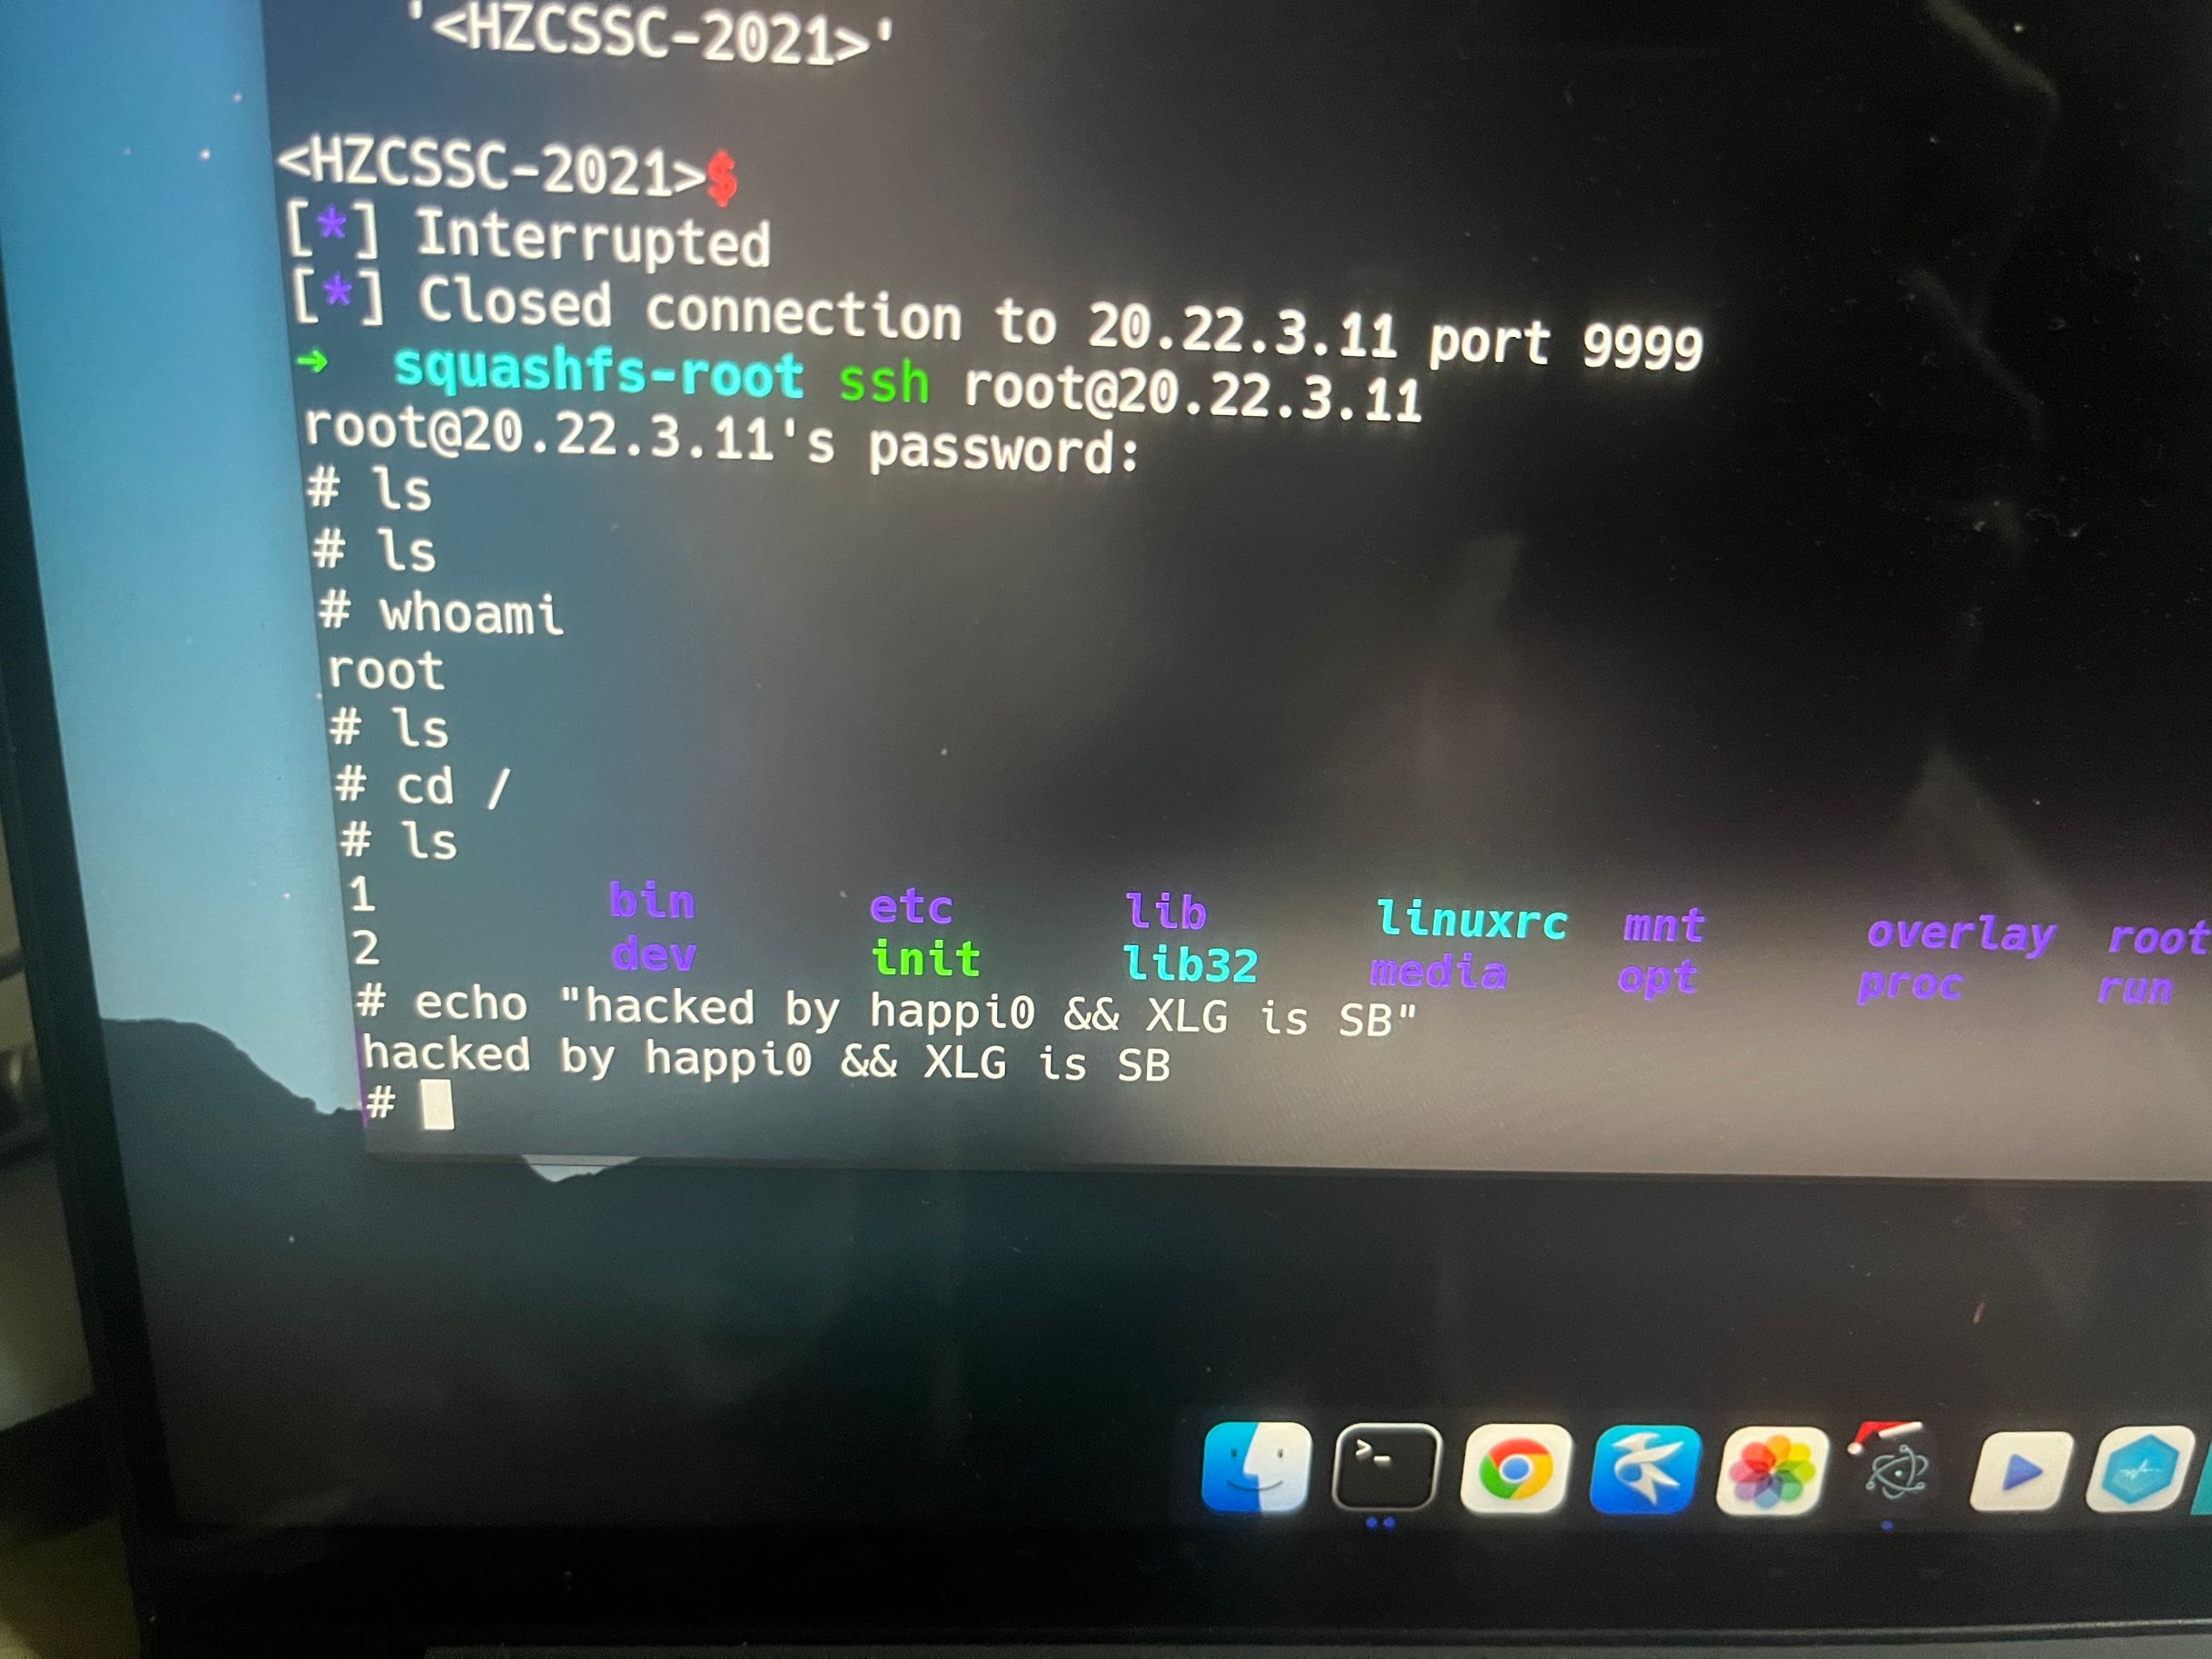 '<HZCSSC-2021>'
<HZCSSC-2021>$
[*] Interrupted
[*] Closed connection to 20.22.3.11 port 9999
➜ squashfs-root ssh root@20.22.3.11
root@20.22.3.11's password:
# ls
# ls
# whoami
root
# ls
# cd /
# ls
1 bin etc lib linuxrc mnt overlay root
2 dev init lib32 media opt proc run
# echo "hacked by happi0 && XLG is SB"
hacked by happi0 && XLG is SB
#
>_